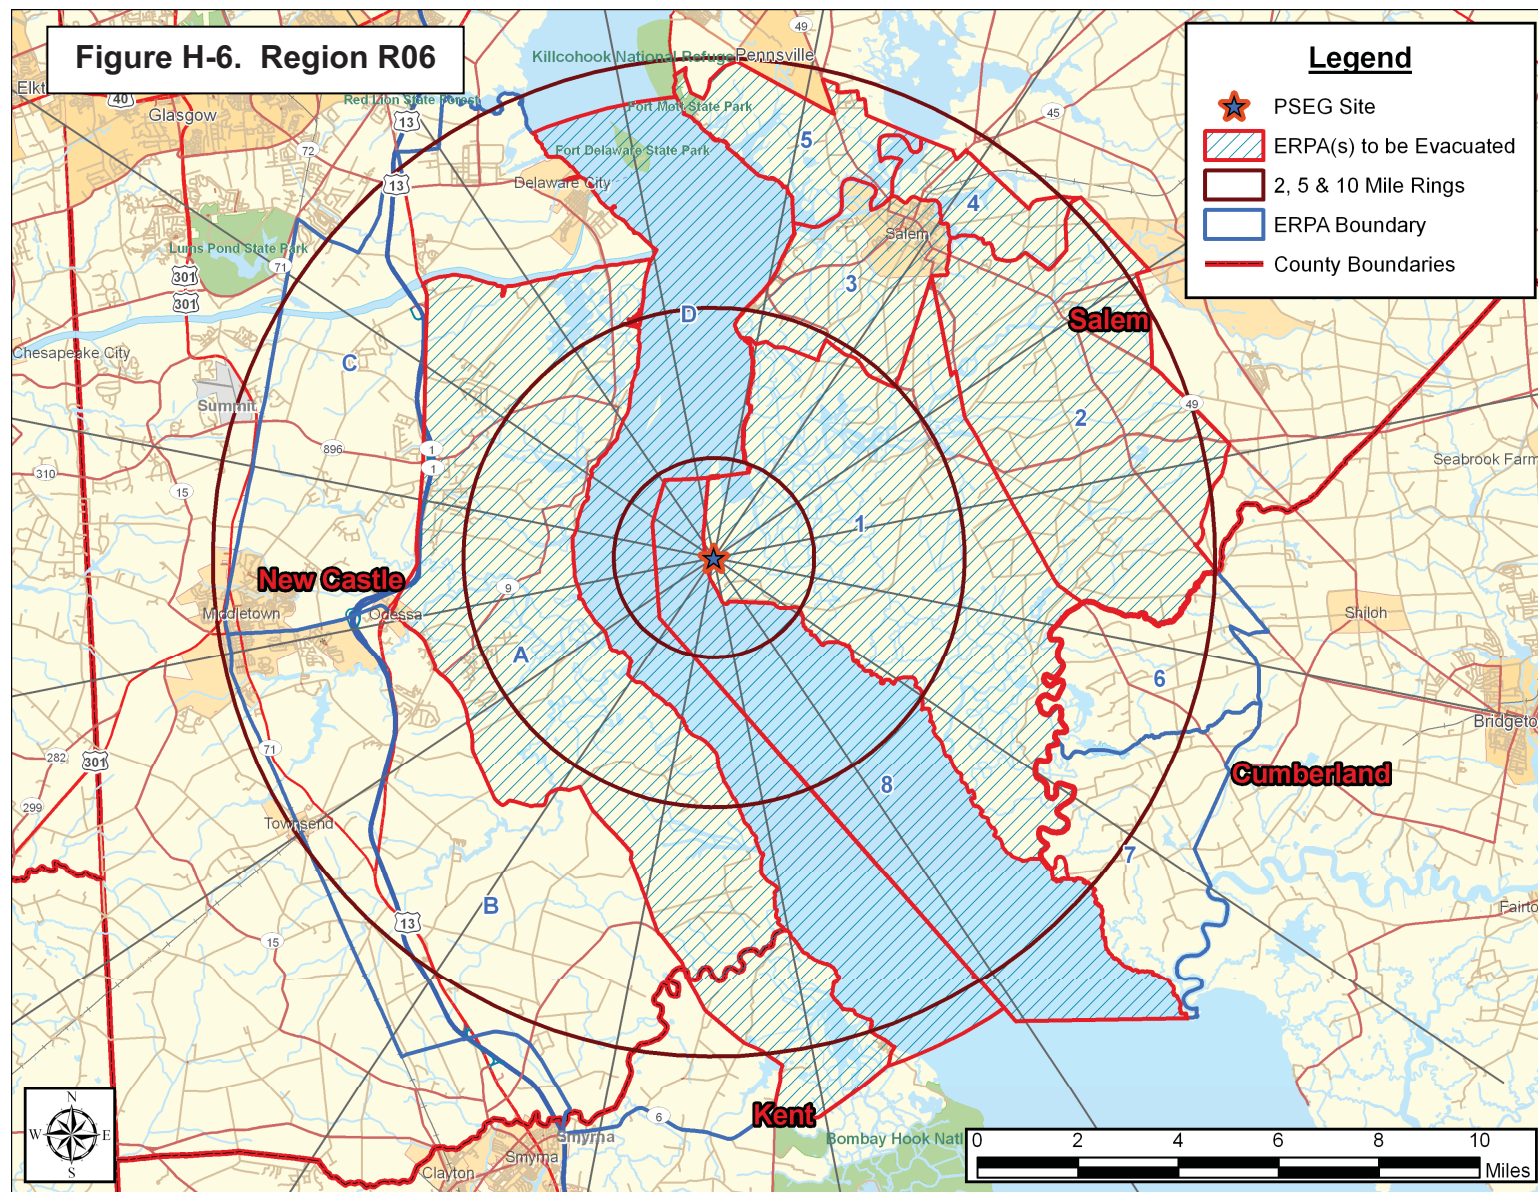 Figure H-6. Region R06
Legend
PSEG Site
ERPA(s) to be Evacuated
2, 5 & 10 Mile Rings
ERPA Boundary
County Boundaries
Killcohook National Refuge
Pennsville
49
Elkt
40
Glasgow
Red Lion State Forest
13
Fort Mott State Park
45
72
5
Fort Delaware State Park
13
Delaware City
4
Salem
Lums Pond State Park
71
301
3
301
D
Salem
Chesapeake City
C
Summit
49
2
896
1
1
Seabrook Farm
310
15
1
New Castle
9
Middletown
Odessa
Shiloh
A
6
Bridgeto
71
282
301
Cumberland
8
299
Townsend
7
B
13
Fairto
15
N
W
E
S
Kent
6
Smyrna
Bombay Hook Natl
Smyrna
Clayton
0 2 4 6 8 10
Miles